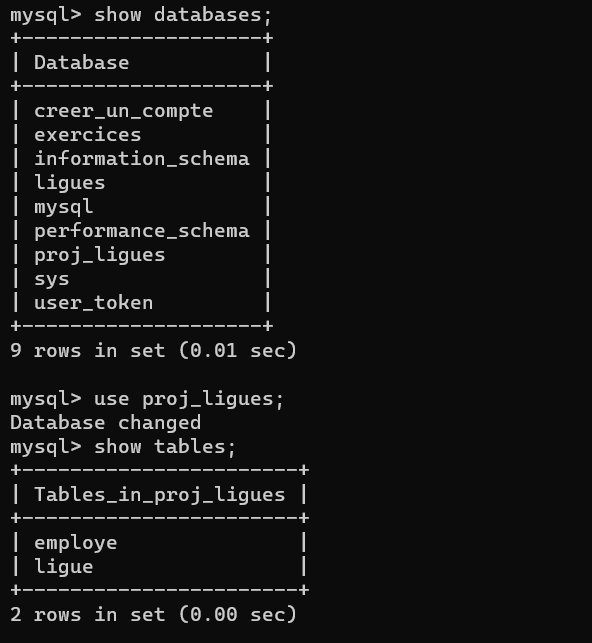 mysql> show databases;
+--------------------+
| Database           |
+--------------------+
| creer_un_compte    |
| exercices          |
| information_schema |
| ligues             |
| mysql              |
| performance_schema |
| proj_ligues        |
| sys                |
| user_token         |
+--------------------+
9 rows in set (0.01 sec)

mysql> use proj_ligues;
Database changed
mysql> show tables;
+-----------------------+
| Tables_in_proj_ligues |
+-----------------------+
| employe               |
| ligue                 |
+-----------------------+
2 rows in set (0.00 sec)